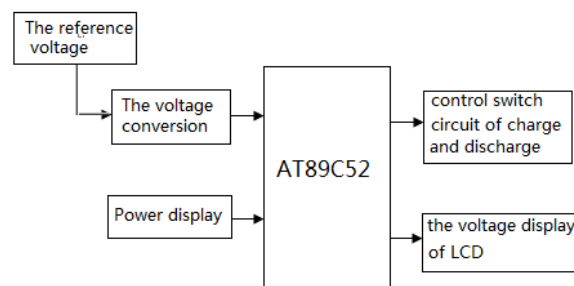 The reference
voltage
The voltage
conversion
Power display
AT89C52
control switch
circuit of charge
and discharge
the voltage display
of LCD